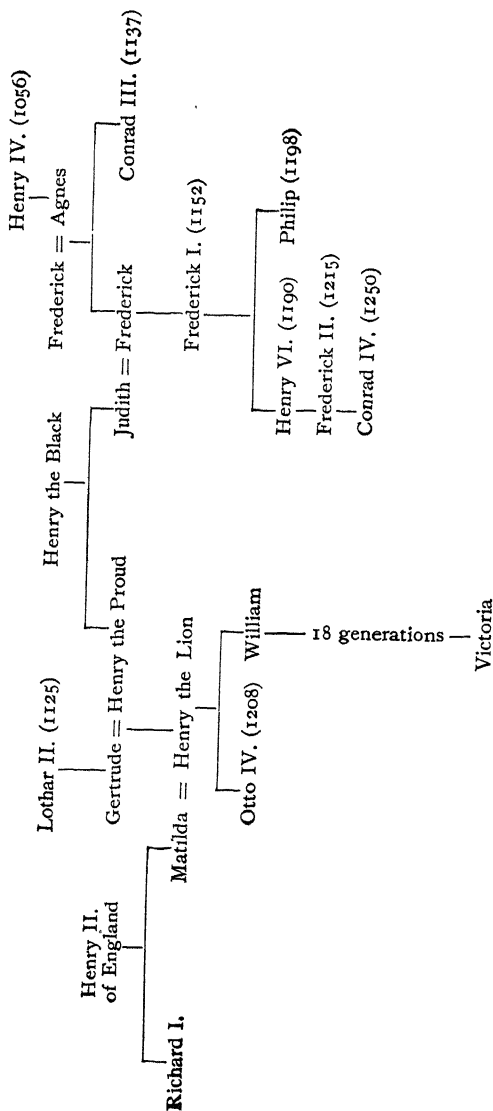 Henry IV. (1056)
Henry the Black
Frederick = Agnes
Lothar II. (1125)
Henry II.
of England
Gertrude = Henry the Proud
Judith = Frederick
Conrad III. (1137)
Richard I.
Matilda = Henry the Lion
Frederick I. (1152)
Otto IV. (1208)
William
Henry VI. (1190)
Philip (1198)
18 generations
Frederick II. (1215)
Victoria
Conrad IV. (1250)